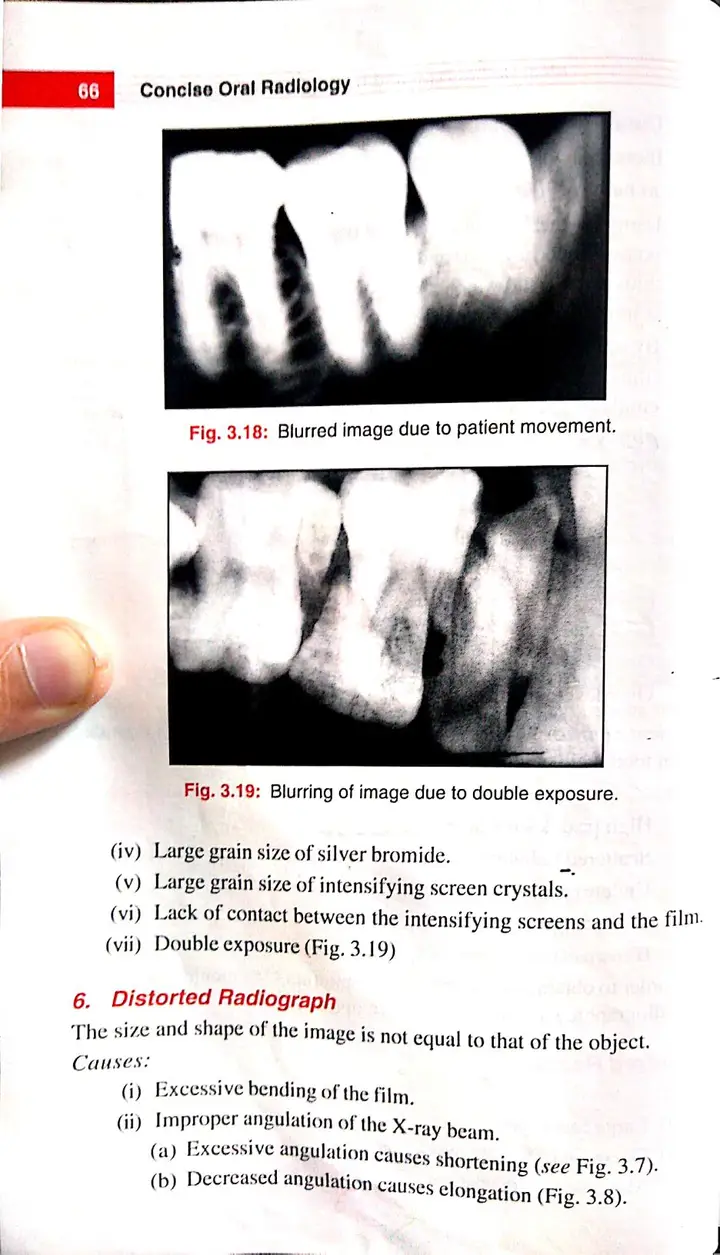 66
Concise Oral Radiology
Fig. 3.18: Blurred image due to patient movement.
Fig. 3.19: Blurring of image due to double exposure.
(iv) Large grain size of silver bromide.
(v) Large grain size of intensifying screen crystals.
(vi) Lack of contact between the intensifying screens and the film.
(vii) Double exposure (Fig. 3.19)
6. Distorted Radiograph
The size and shape of the image is not equal to that of the object.
Causes:
(i) Excessive bending of the film.
(ii) Improper angulation of the X-ray beam.
(a) Excessive angulation causes shortening (see Fig. 3.7).
(b) Decreased angulation causes elongation (Fig. 3.8).